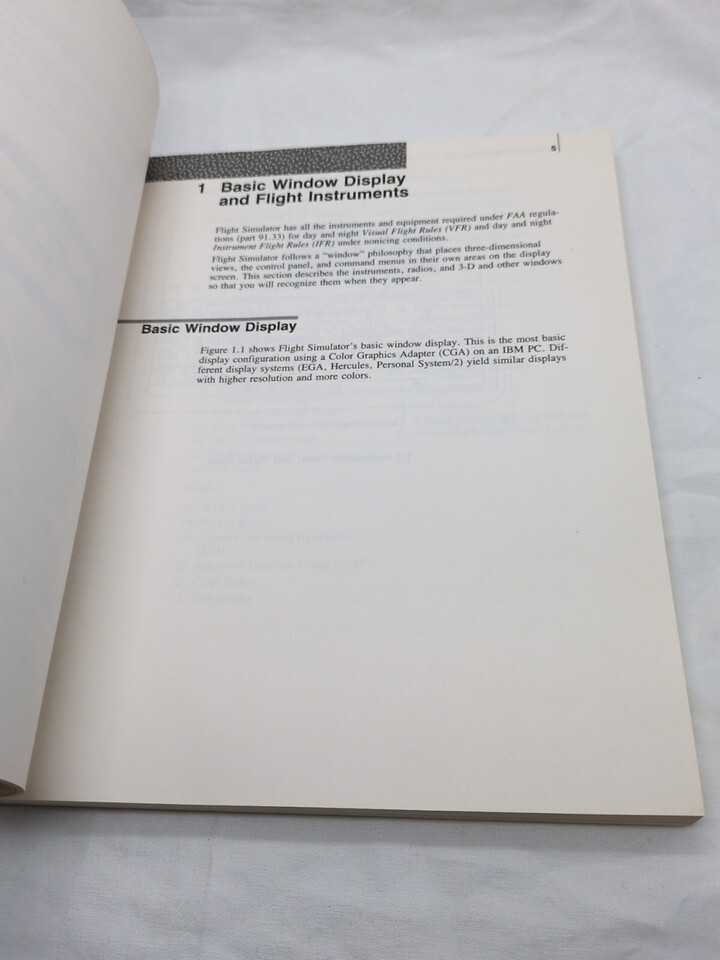 5
1 Basic Window Display
and Flight Instruments
Flight Simulator has all the instruments and equipment required under FAA regula-
tions (part 91.33) for day and night Visual Flight Rules (VFR) and day and night
Instrument Flight Rules (IFR) under nonicing conditions.
Flight Simulator follows a "window" philosophy that places three-dimensional
views, the control panel, and command menus in their own areas on the display
screen. This section describes the instruments, radios, and 3-D and other windows
so that you will recognize them when they appear.
Basic Window Display
Figure 1.1 shows Flight Simulator's basic window display. This is the most basic
display configuration using a Color Graphics Adapter (CGA) on an IBM PC. Dif-
ferent display systems (EGA, Hercules, Personal System/2) yield similar displays
with higher resolution and more colors.